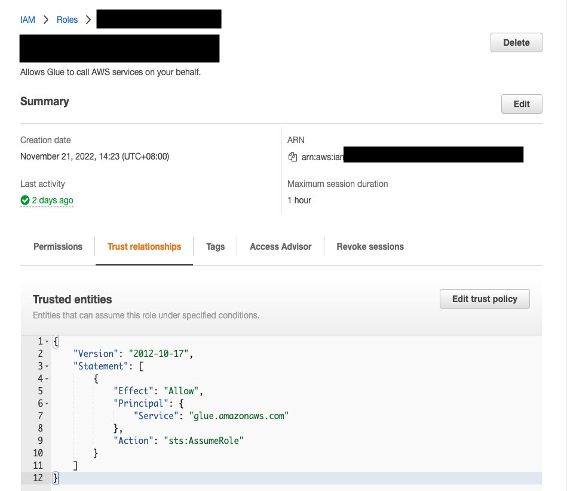 IAM > Roles >
Delete
Allows Glue to call AWS services on your behalf.
Summary
Edit
Creation date
November 21, 2022, 14:23 (UTC+08:00)
ARN
arn:aws:iam
Last activity
2 days ago
Maximum session duration
1 hour
Permissions Trust relationships Tags Access Advisor Revoke sessions
Trusted entities
Edit trust policy
Entities that can assume this role under specified conditions.
1 {
2 "Version": "2012-10-17",
3 "Statement": [
4 {
5 "Effect": "Allow",
6 "Principal": {
7 "Service": "glue.amazonaws.com"
8 },
9 "Action": "sts:AssumeRole"
10 }
11 ]
12 }